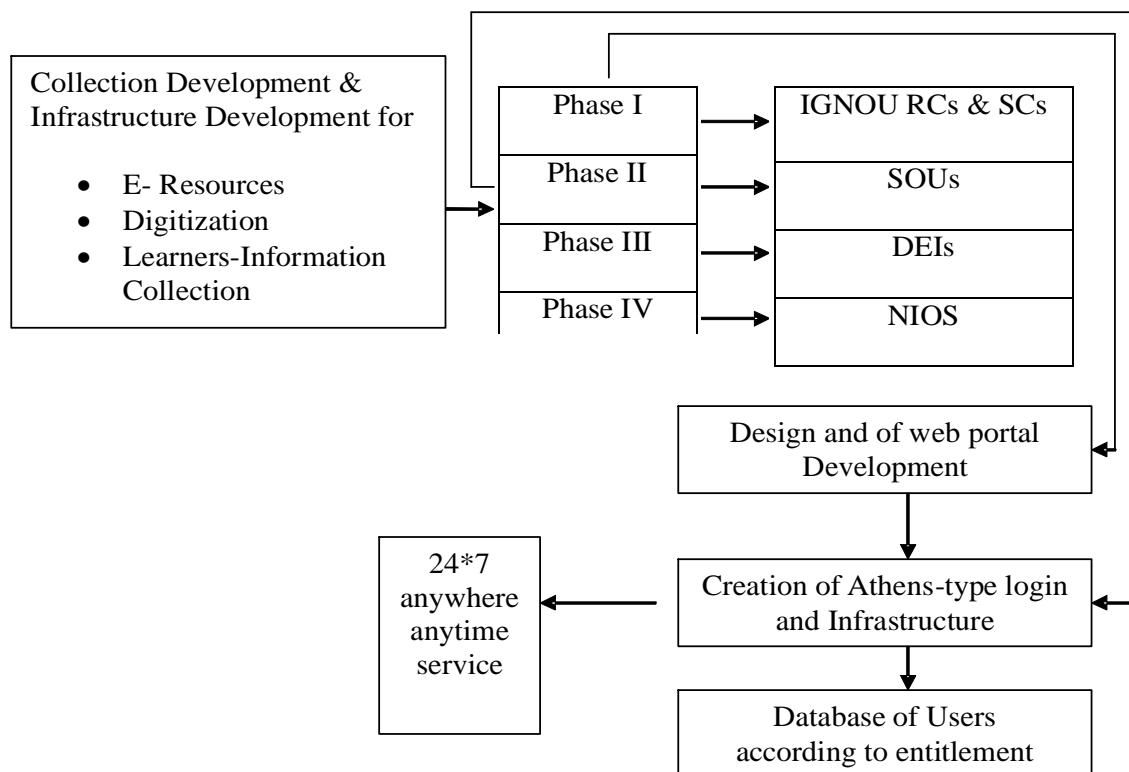 Collection Development &
Infrastructure Development for
• E- Resources
• Digitization
• Learners-Information
Collection
Phase I
Phase II
Phase III
Phase IV
IGNOU RCs & SCs
SOUs
DEIs
NIOS
Design and of web portal
Development
24*7
anywhere
anytime
service
Creation of Athens-type login
and Infrastructure
Database of Users
according to entitlement